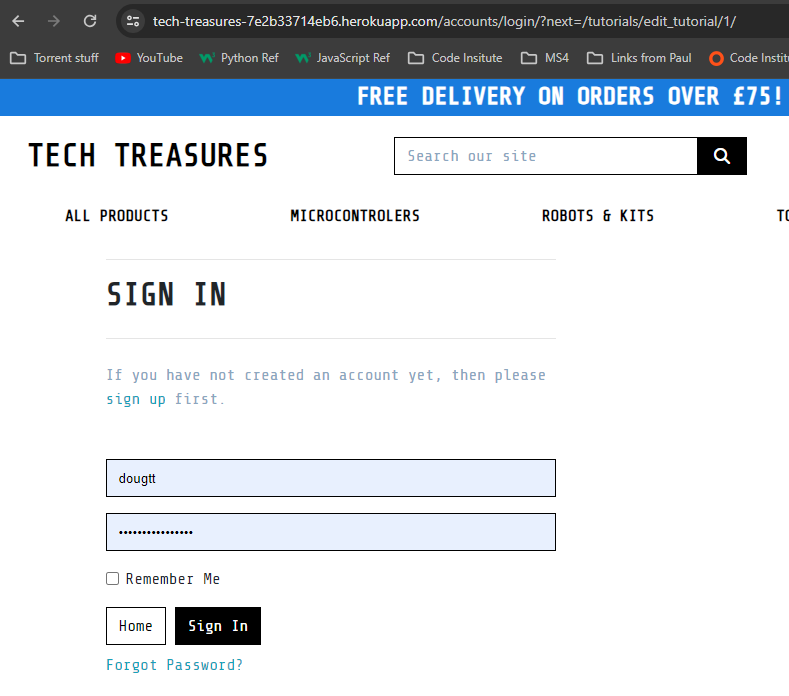 tech-treasures-7e2b33714eb6.herokuapp.com/accounts/login/?next=/tutorials/edit_tutorial/1/
Torrent stuff YouTube Python Ref JavaScript Ref Code Insitute MS4 Links from Paul Code Instit
FREE DELIVERY ON ORDERS OVER £75!
TECH TREASURES Search our site
ALL PRODUCTS MICROCONTROLERS ROBOTS & KITS TO
SIGN IN
If you have not created an account yet, then please
sign up first.
dougtt
Remember Me
Home Sign In
Forgot Password?